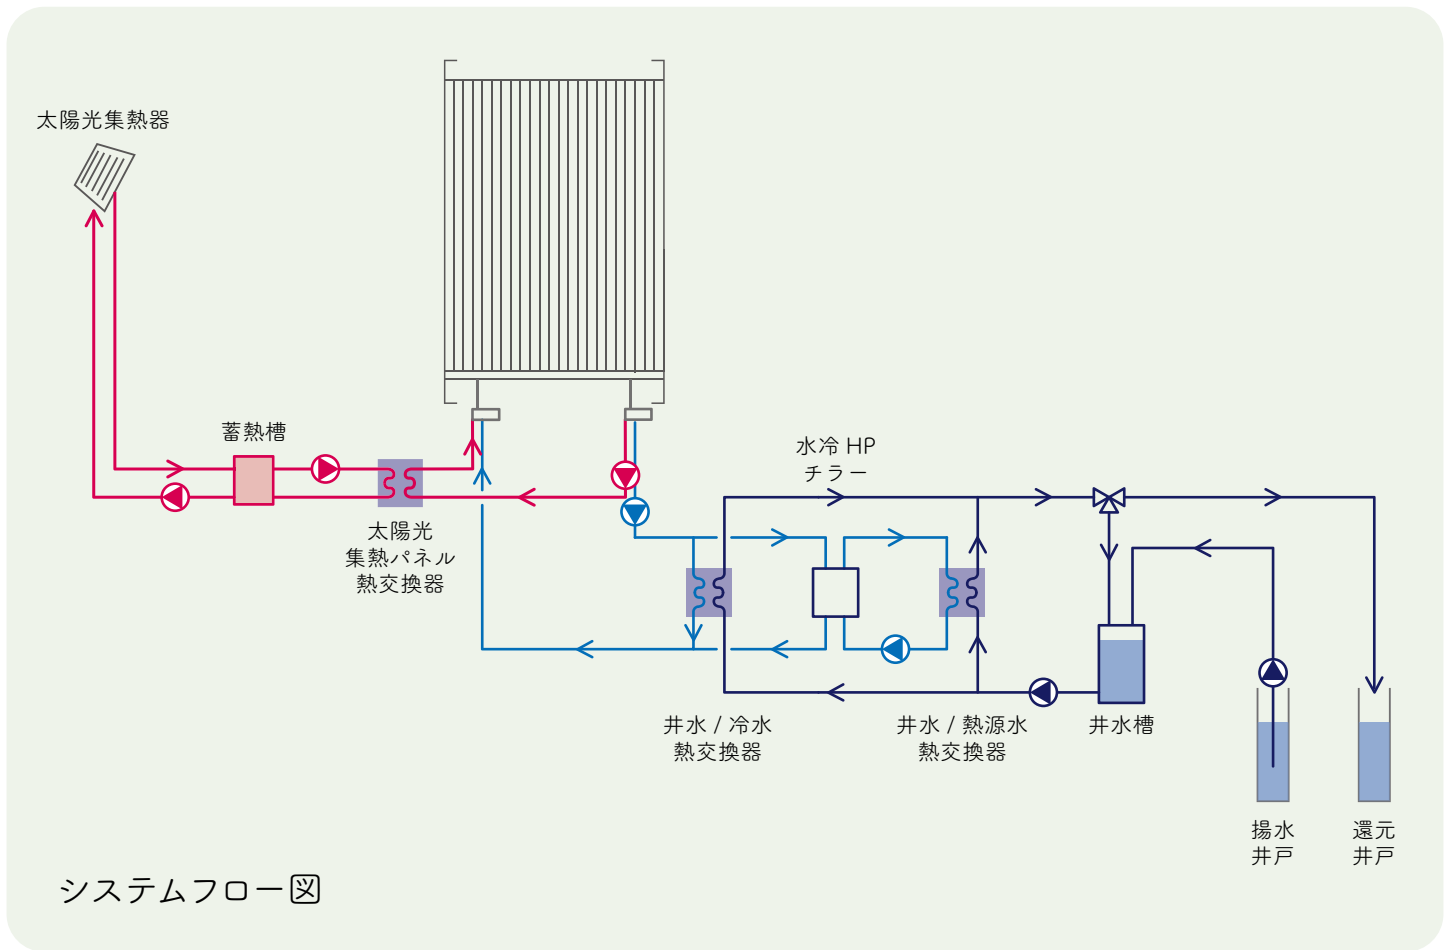 太陽光集熱器
蓄熱槽
太陽光
集熱パネル
熱交換器
水冷 HP
チラー
井水 / 冷水
熱交換器
井水 / 熱源水
熱交換器
井水槽
揚水
井戸
還元
井戸
システムフロー図